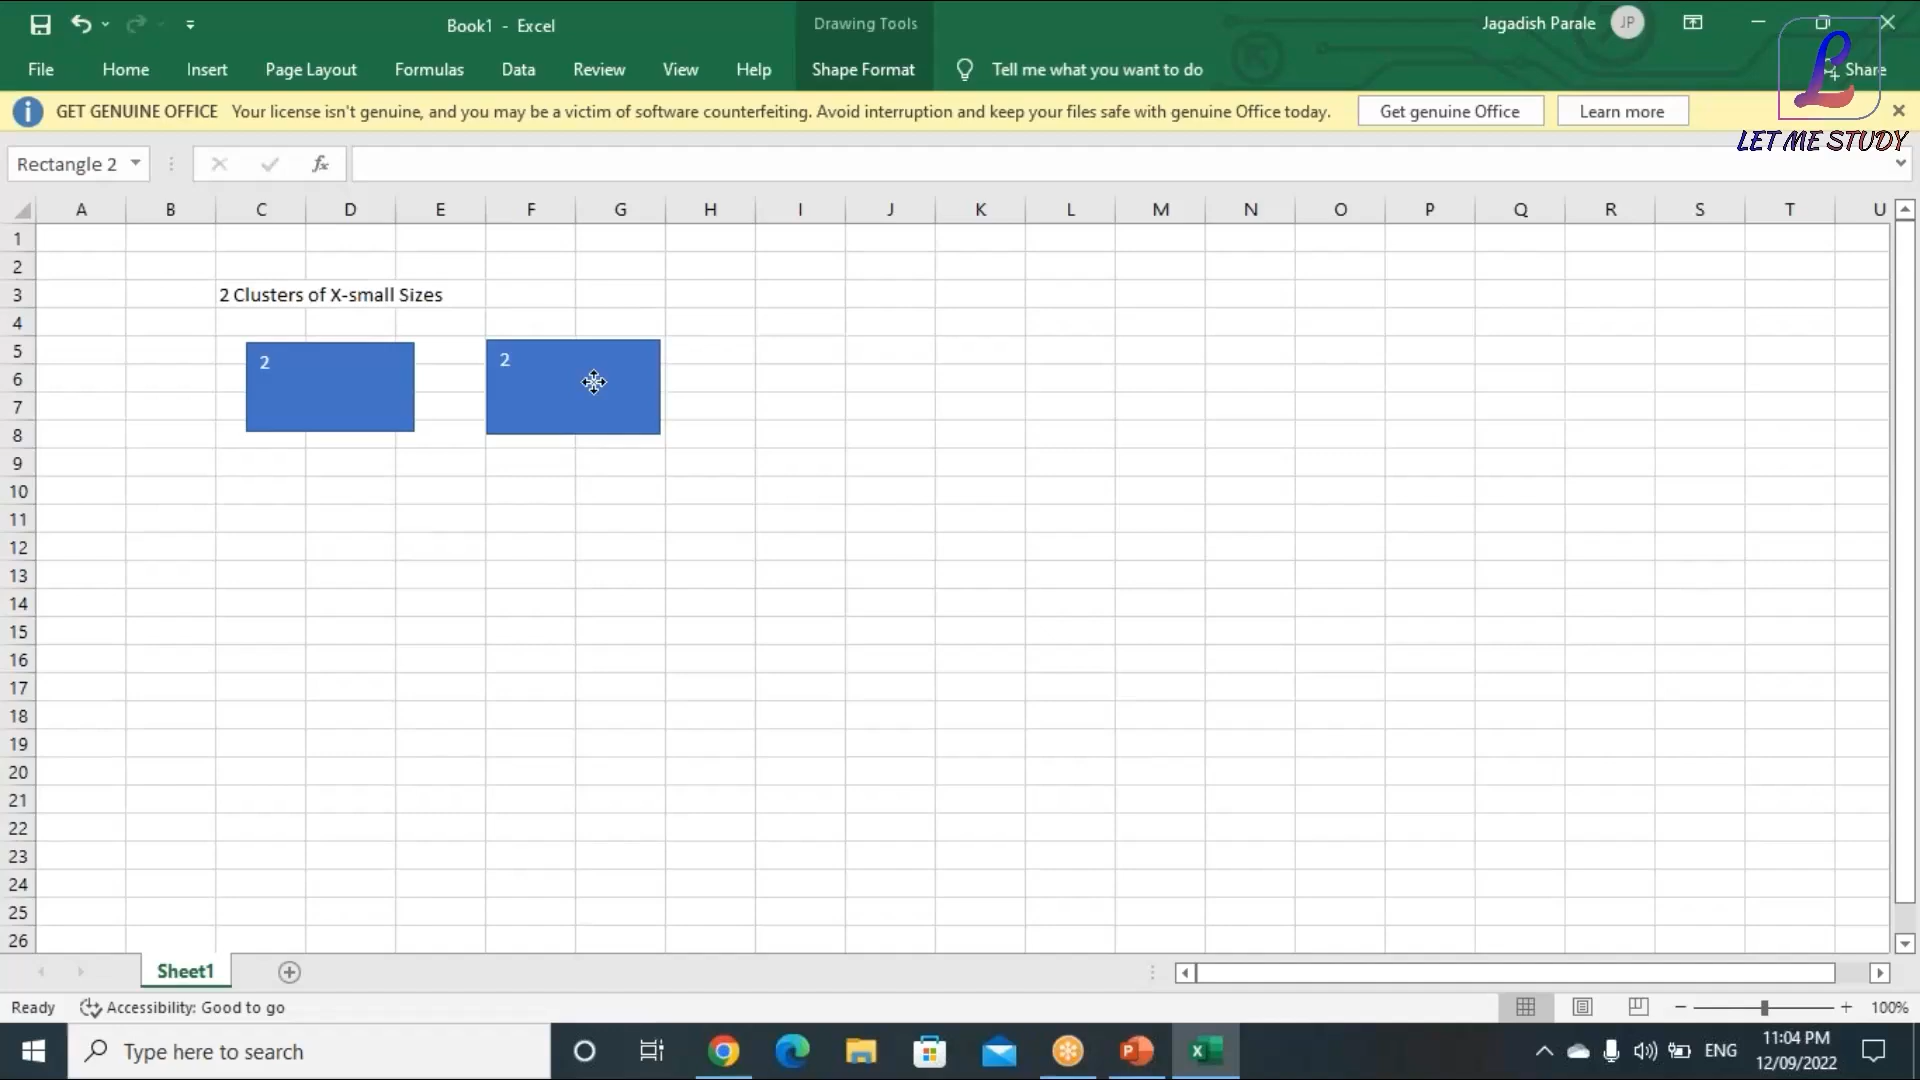 Book1 - Excel
Drawing Tools
Jagadish Parale
JP
File
Home
Insert
Page Layout
Formulas
Data
Review
View
Help
Shape Format
Tell me what you want to do
Share
GET GENUINE OFFICE Your license isn't genuine, and you may be a victim of software counterfeiting. Avoid interruption and keep your files safe with genuine Office today.
Get genuine Office
Learn more
L
LET ME STUDY
Rectangle 2
fx
A B C D E F G H I J K L M N O P Q R S T U
1
2
3
2 Clusters of X-small Sizes
4
5
2
2
6
7
8
9
10
11
12
13
14
15
16
17
18
19
20
21
22
23
24
25
26
Sheet1
Ready
Accessibility: Good to go
100%
Type here to search
ENG
11:04 PM
12/09/2022